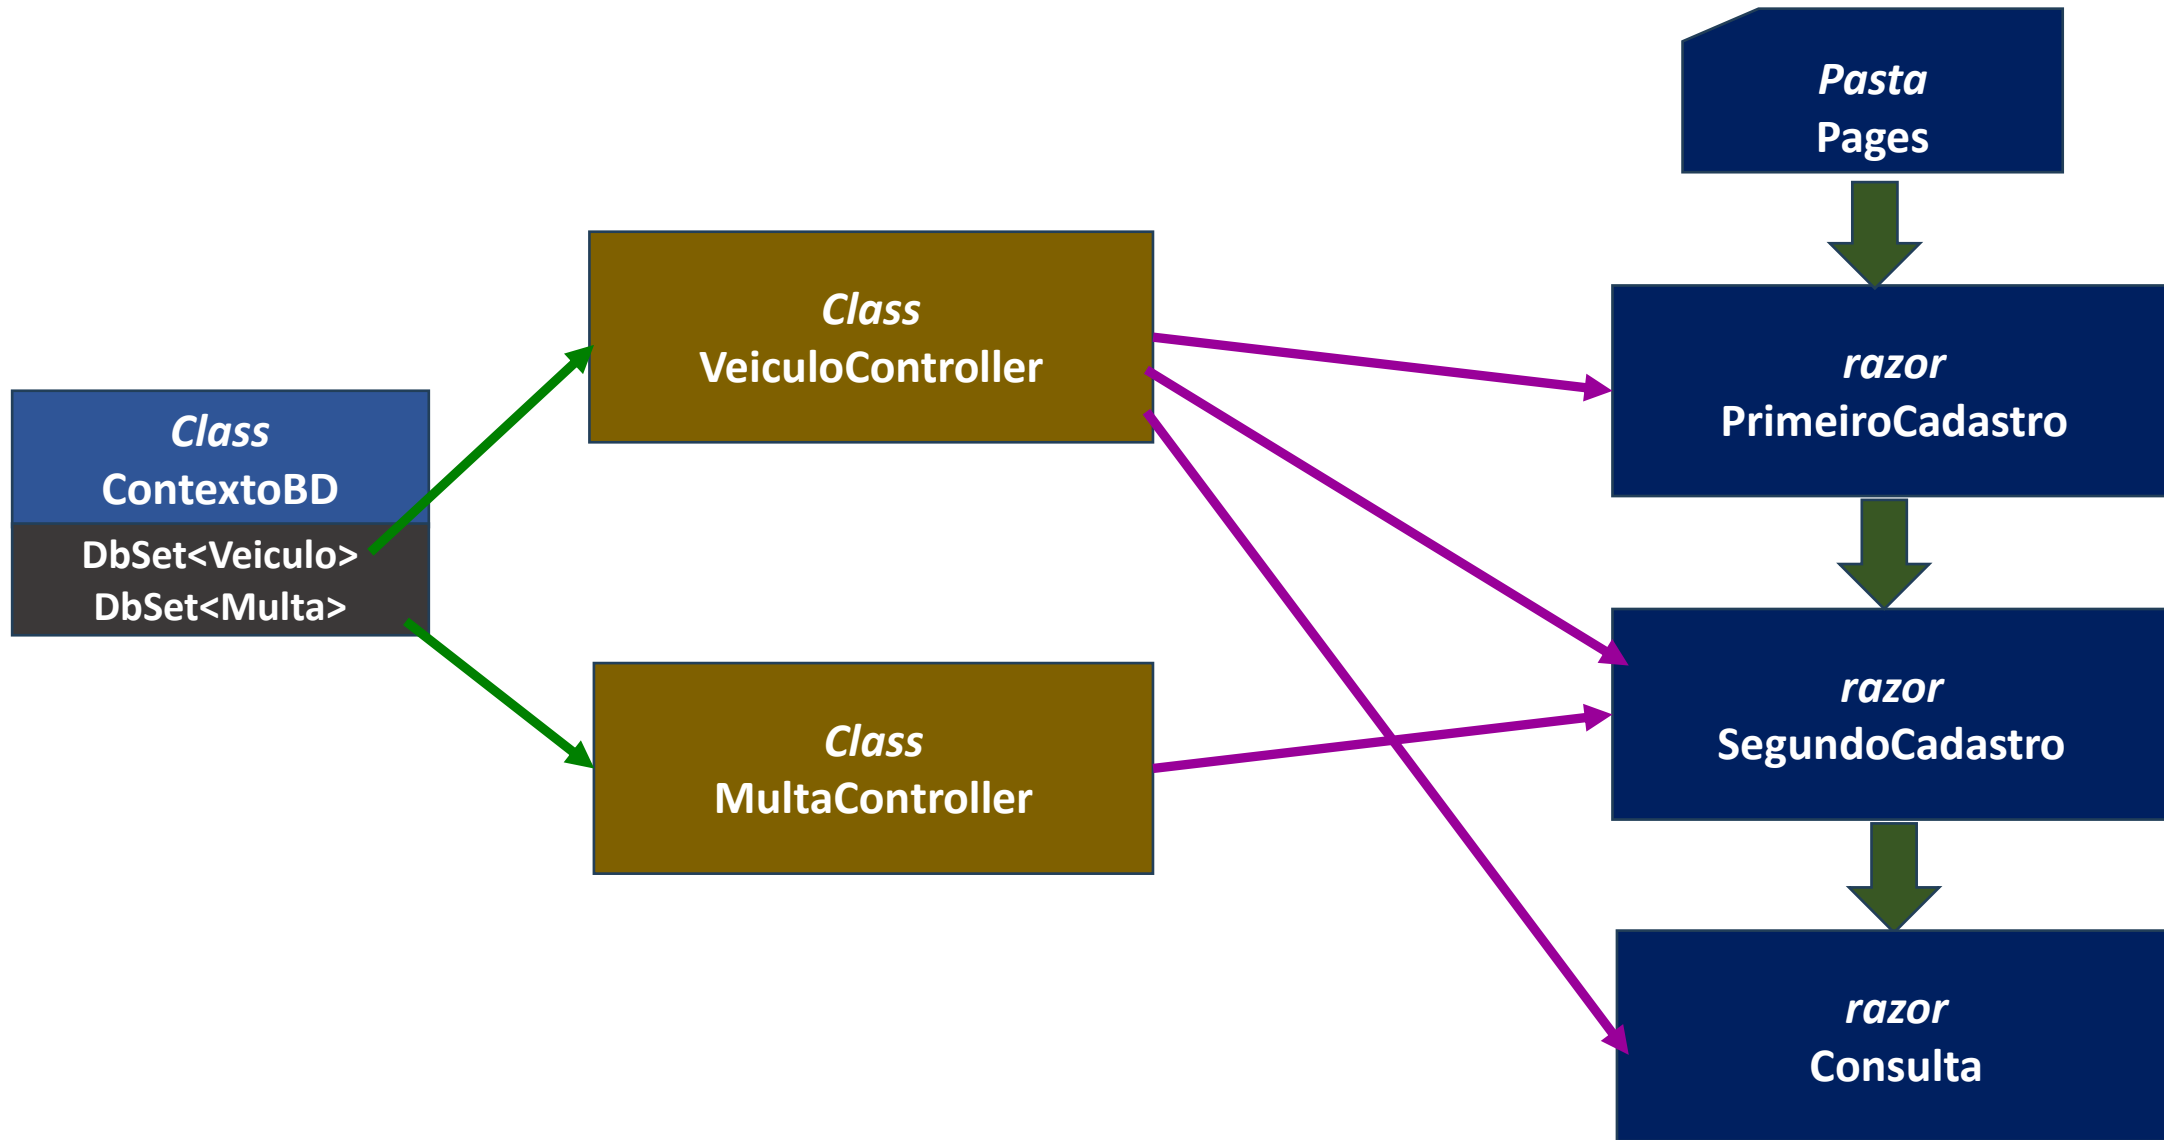 Pasta
Pages
Class
VeiculoController
razor
PrimeiroCadastro
Class
ContextoBD
DbSet<Veiculo>
DbSet<Multa>
Class
MultaController
razor
SegundoCadastro
razor
Consulta